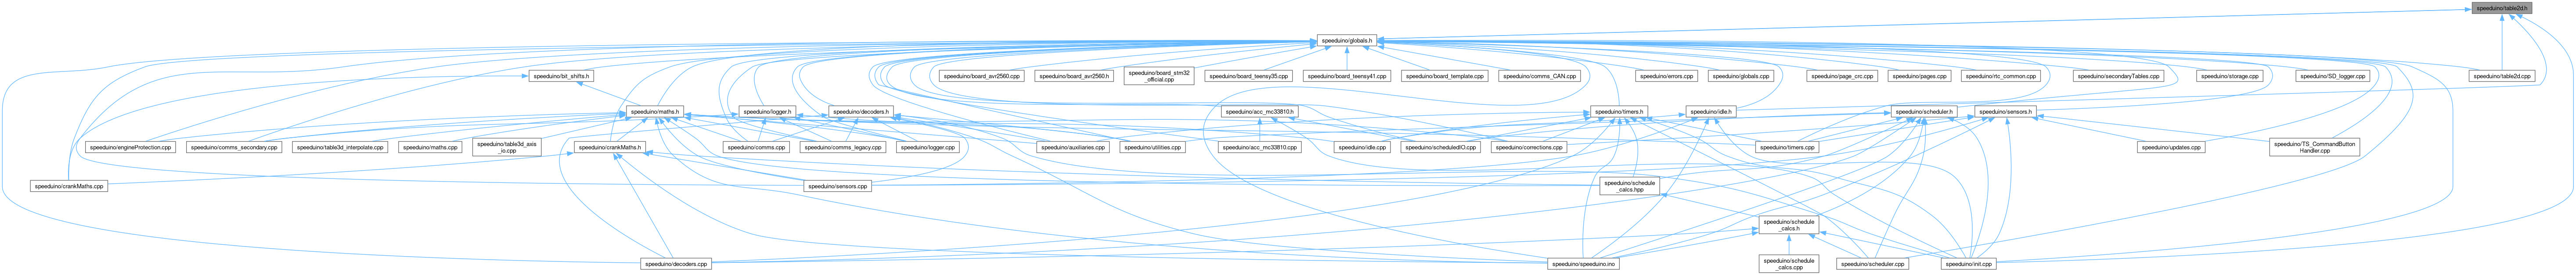 speeduino/table2d.h
speeduino/globals.h
speeduino/bit_shifts.h
speeduino/board_avr2560.cpp
speeduino/board_avr2560.h
speeduino/board_stm32
_official.cpp
speeduino/board_teensy35.cpp
speeduino/board_teensy41.cpp
speeduino/board_template.cpp
speeduino/comms_CAN.cpp
speeduino/errors.cpp
speeduino/globals.cpp
speeduino/page_crc.cpp
speeduino/pages.cpp
speeduino/rtc_common.cpp
speeduino/secondaryTables.cpp
speeduino/storage.cpp
speeduino/SD_logger.cpp
speeduino/table2d.cpp
speeduino/maths.h
speeduino/logger.h
speeduino/decoders.h
speeduino/acc_mc33810.h
speeduino/timers.h
speeduino/idle.h
speeduino/scheduler.h
speeduino/sensors.h
speeduino/engineProtection.cpp
speeduino/comms_secondary.cpp
speeduino/table3d_interpolate.cpp
speeduino/maths.cpp
speeduino/table3d_axis
_io.cpp
speeduino/crankMaths.h
speeduino/comms.cpp
speeduino/comms_legacy.cpp
speeduino/logger.cpp
speeduino/auxiliaries.cpp
speeduino/utilities.cpp
speeduino/acc_mc33810.cpp
speeduino/idle.cpp
speeduino/scheduledIO.cpp
speeduino/corrections.cpp
speeduino/timers.cpp
speeduino/updates.cpp
speeduino/TS_CommandButton
Handler.cpp
speeduino/crankMaths.cpp
speeduino/sensors.cpp
speeduino/schedule
_calcs.hpp
speeduino/schedule
_calcs.h
speeduino/decoders.cpp
speeduino/speeduino.ino
speeduino/schedule
_calcs.cpp
speeduino/scheduler.cpp
speeduino/init.cpp